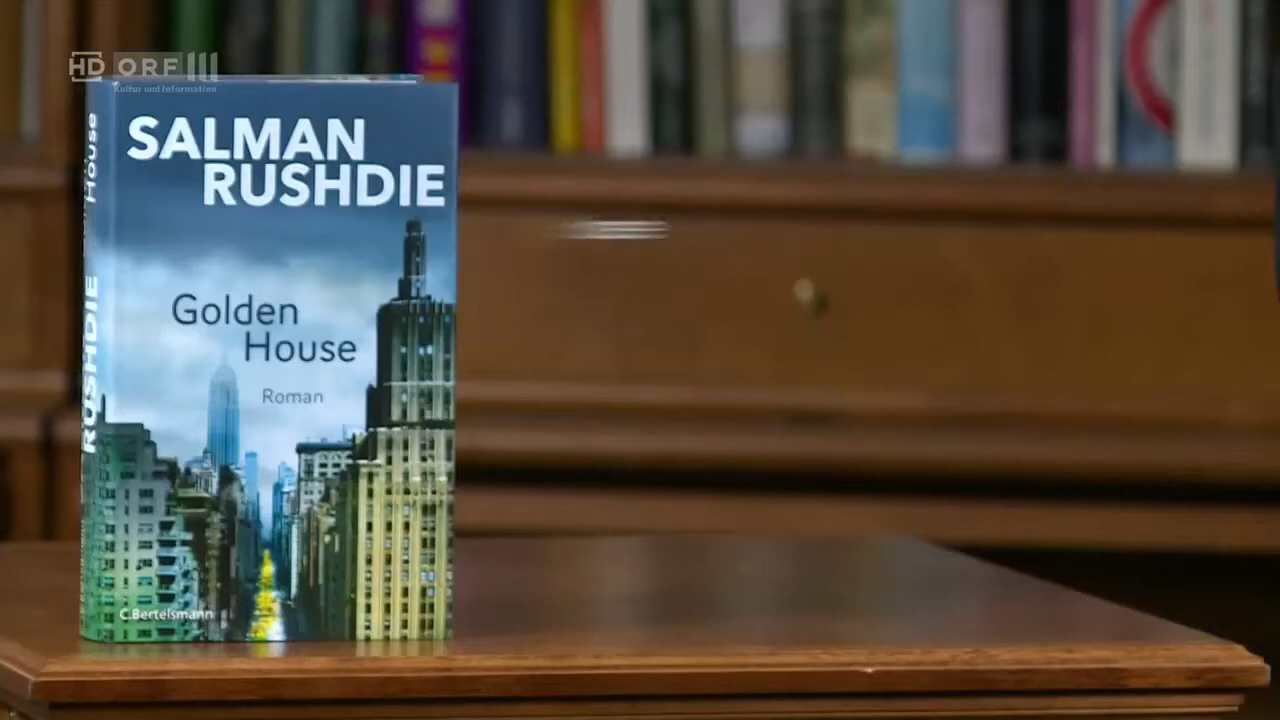 HD ORF III
Kultur und Information
SALMAN
RUSHDIE
Golden
House
Roman
C.Bertelsmann
RUSHDIE
House